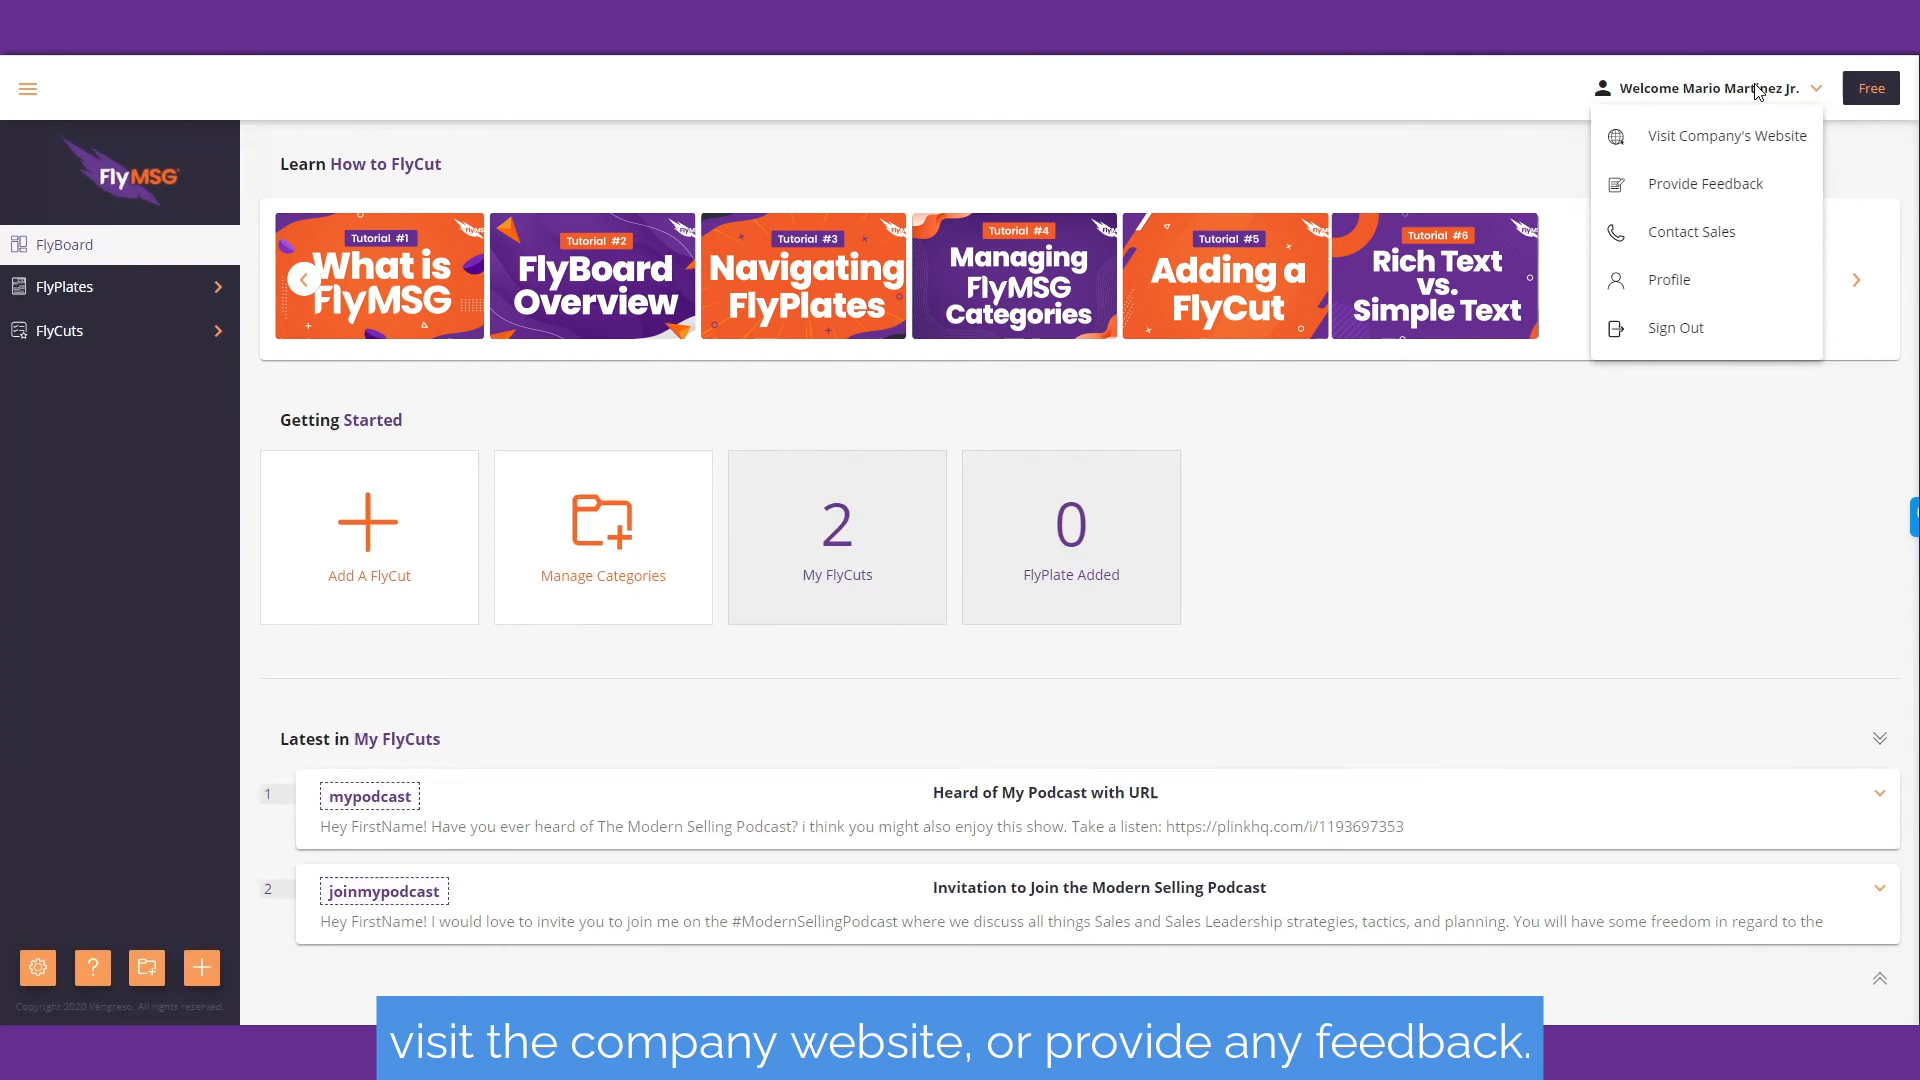 Welcome Mario Martinez Jr.
Free
Visit Company's Website
Provide Feedback
Contact Sales
Profile
Sign Out
FlyMSG
FlyBoard
FlyPlates
FlyCuts
Learn How to FlyCut
Tutorial #1
What is
FlyMSG
Tutorial #2
FlyBoard
Overview
Tutorial #3
Navigating
FlyPlates
Tutorial #4
Managing
FlyMSG
Categories
Tutorial #5
Adding a
FlyCut
Tutorial #6
Rich Text
vs.
Simple Text
Getting Started
Add A FlyCut
Manage Categories
2
My FlyCuts
0
FlyPlate Added
Latest in My FlyCuts
1
mypodcast
Heard of My Podcast with URL
Hey FirstName! Have you ever heard of The Modern Selling Podcast? i think you might also enjoy this show. Take a listen: https://plinkhq.com/i/1193697353
2
joinmypodcast
Invitation to Join the Modern Selling Podcast
Hey FirstName! I would love to invite you to join me on the #ModernSellingPodcast where we discuss all things Sales and Sales Leadership strategies, tactics, and planning. You will have some freedom in regard to the
?
Copyright 2020 Vengreso. All rights reserved.
visit the company website, or provide any feedback.